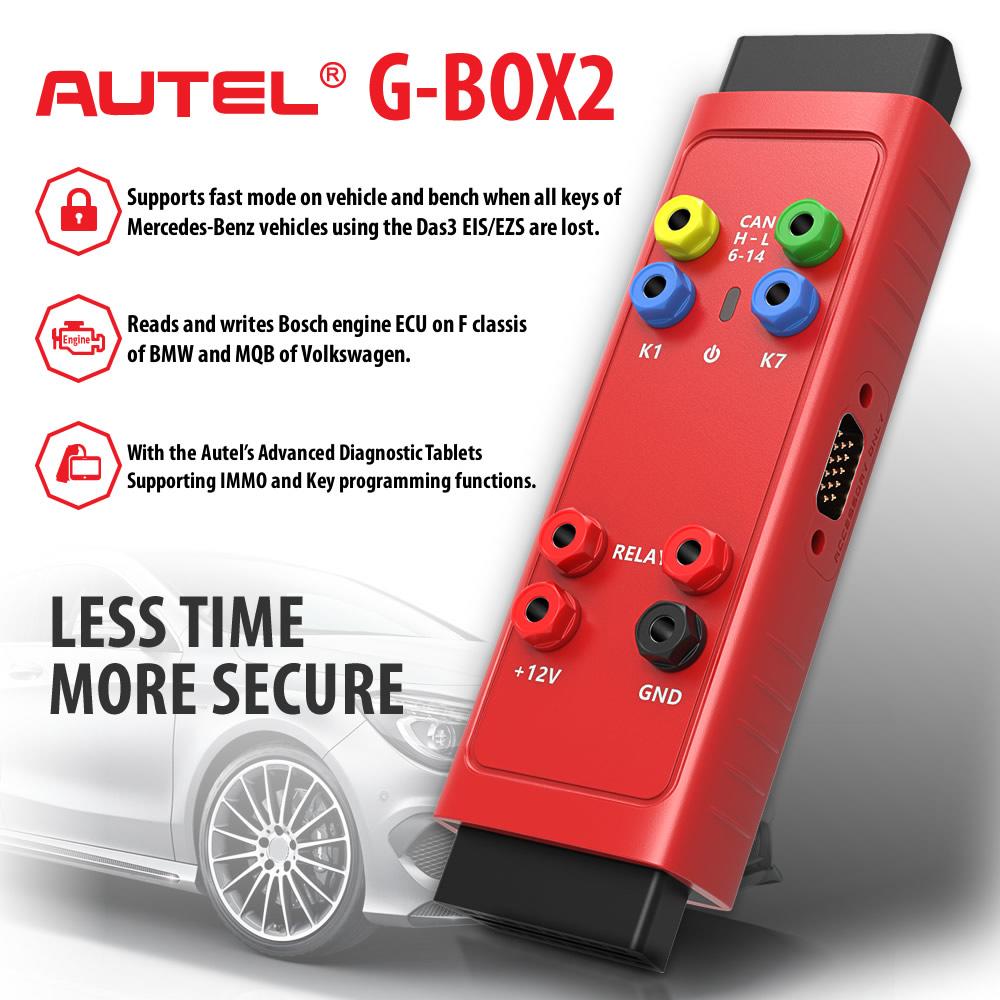 AUTEL® G-BOX2
Supports fast mode on vehicle and bench when all keys of
Mercedes-Benz vehicles using the Das3 EIS/EZS are lost.
Engine
Reads and writes Bosch engine ECU on F classis
of BMW and MQB of Volkswagen.
With the Autel's Advanced Diagnostic Tablets
Supporting IMMO and Key programming functions.
LESS TIME
MORE SECURE
CAN
H-L
6-14
K1
K7
RELAY
+12V
GND
ACCESSORY ONLY